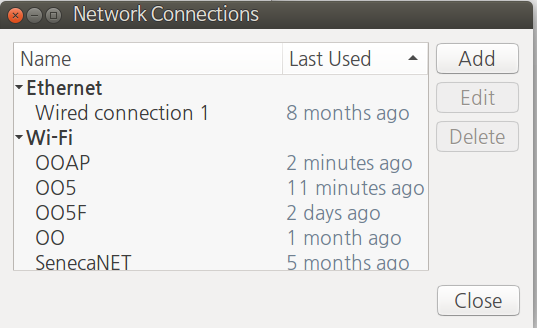 Network Connections
Name Last Used
Add
Ethernet
Wired connection 1 8 months ago
Edit
Wi-Fi
Delete
OOAP 2 minutes ago
OO5 11 minutes ago
OO5F 2 days ago
OO 1 month ago
SenecaNET 5 months ago
Close